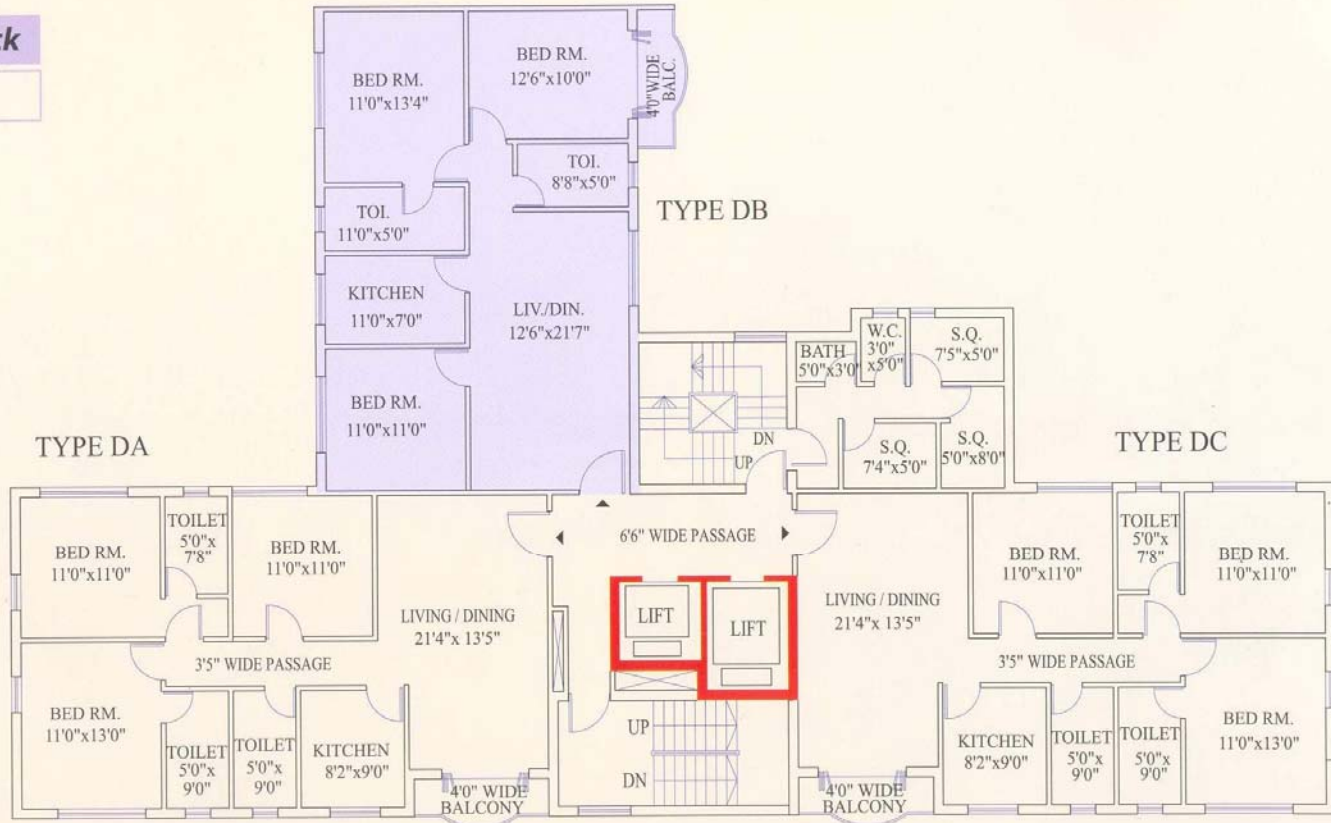 ck
BED RM.
11'0"x13'4"
BED RM.
12'6"x10'0"
4'0"WIDE
BALC.
TOI.
8'8"x5'0"
TOI.
11'0"x5'0"
TYPE DB
KITCHEN
11'0"x7'0"
LIV./DIN.
12'6"x21'7"
BED RM.
11'0"x11'0"
BATH
5'0"x3'0"
W.C.
3'0"
x5'0"
S.Q.
7'5"x5'0"
DN
UP
S.Q.
7'4"x5'0"
S.Q.
5'0"x8'0"
TYPE DA
TYPE DC
BED RM.
11'0"x11'0"
TOILET
5'0"x
7'8"
BED RM.
11'0"x11'0"
6'6" WIDE PASSAGE
BED RM.
11'0"x11'0"
TOILET
5'0"x
7'8"
BED RM.
11'0"x11'0"
LIVING / DINING
21'4"x 13'5"
LIFT
LIFT
LIVING / DINING
21'4"x 13'5"
3'5" WIDE PASSAGE
3'5" WIDE PASSAGE
BED RM.
11'0"x13'0"
TOILET
5'0"x
9'0"
TOILET
5'0"x
9'0"
KITCHEN
8'2"x9'0"
4'0" WIDE
BALCONY
UP
DN
4'0" WIDE
BALCONY
KITCHEN
8'2"x9'0"
TOILET
5'0"x
9'0"
TOILET
5'0"x
9'0"
BED RM.
11'0"x13'0"